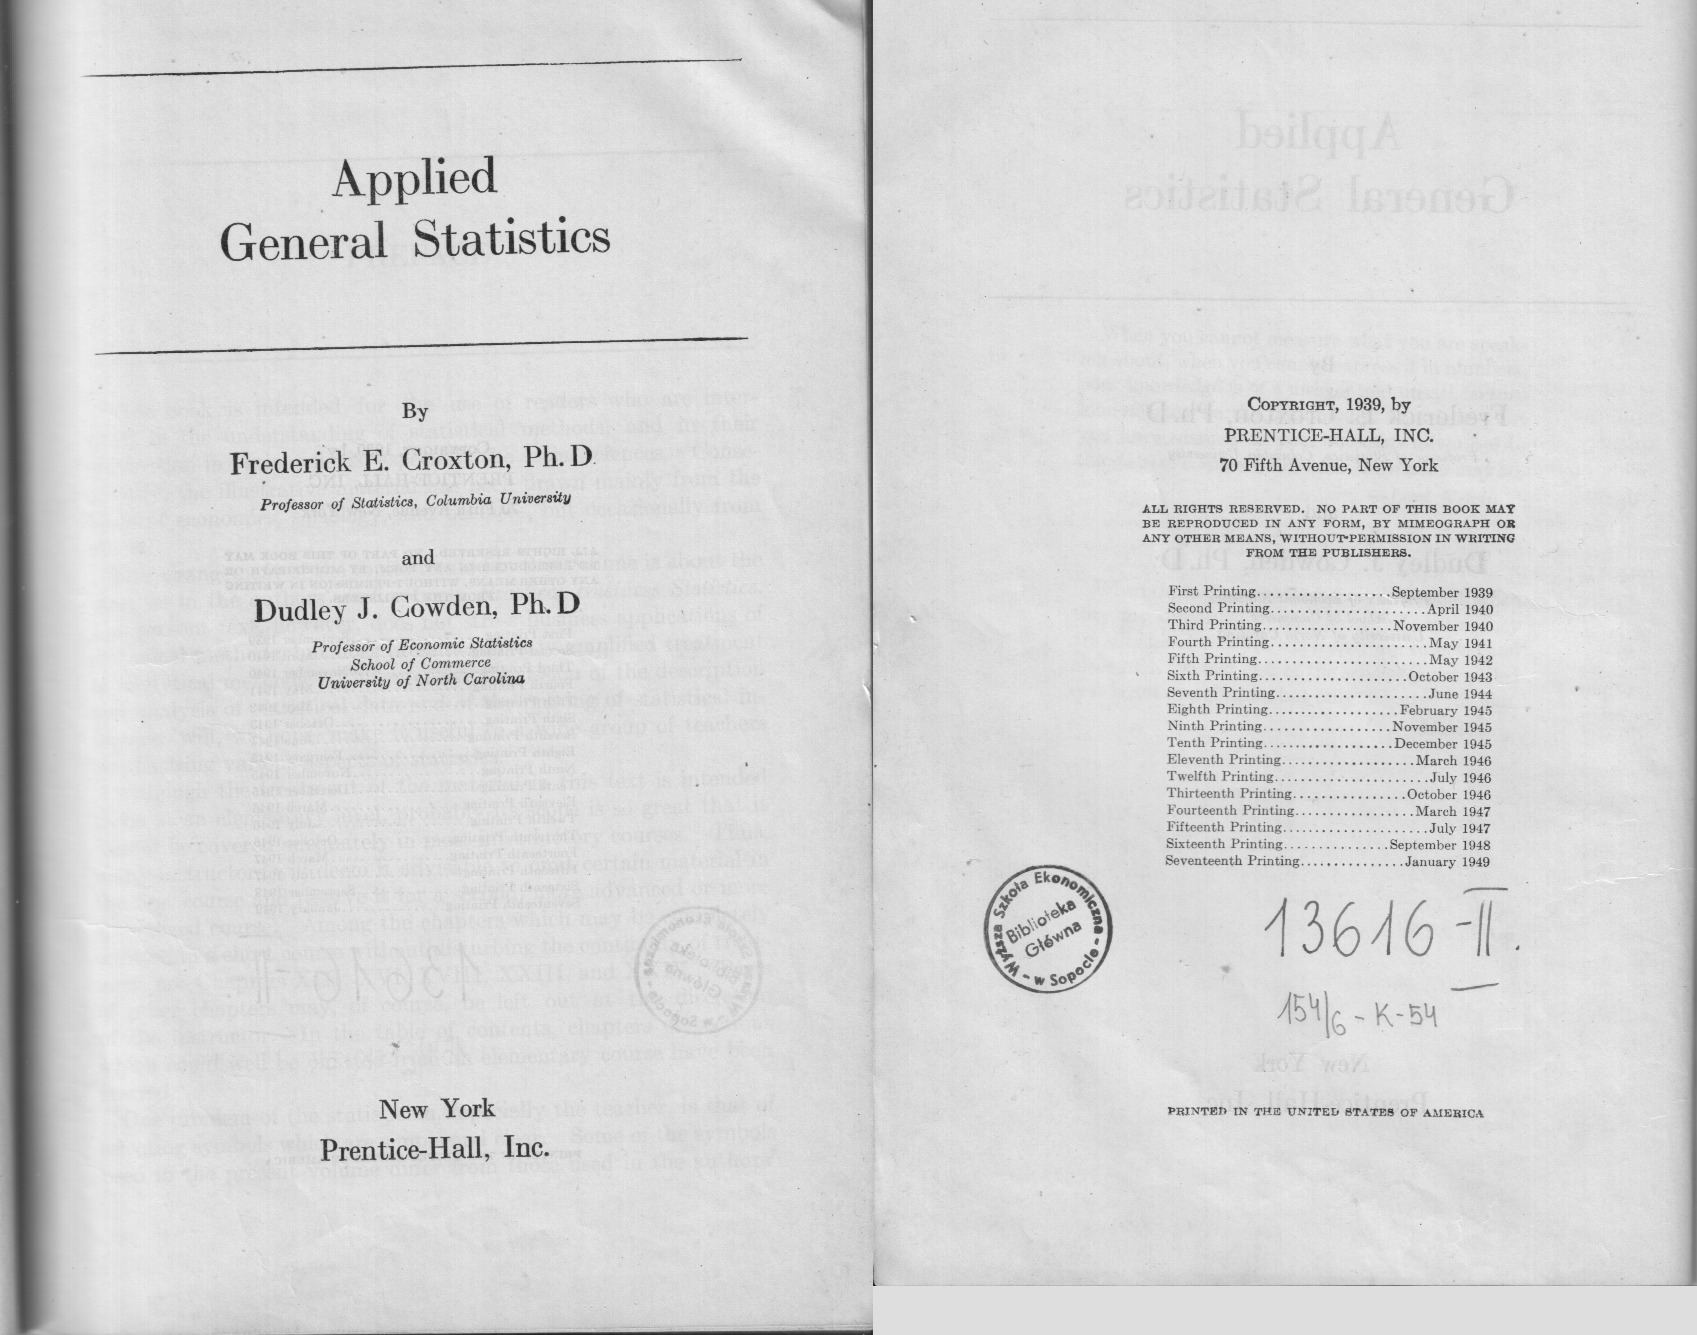 Applied
General Statistics
By
Frederick E. Croxton, Ph.D.
Professor of Statistics, Columbia University
and
Dudley J. Cowden, Ph.D
Professor of Economic Statistics
School of Commerce
University of North Carolina
New York
Prentice-Hall, Inc.
COPYRIGHT, 1939, by
PRENTICE-HALL, INC.
70 Fifth Avenue, New York
ALL RIGHTS RESERVED. NO PART OF THIS BOOK MAY
BE REPRODUCED IN ANY FORM, BY MIMEOGRAPH OR
ANY OTHER MEANS, WITHOUT PERMISSION IN WRITING
FROM THE PUBLISHERS.
First Printing..................September 1939
Second Printing.....................April 1940
Third Printing.................November 1940
Fourth Printing.....................May 1941
Fifth Printing.......................May 1942
Sixth Printing....................October 1943
Seventh Printing.....................June 1944
Eighth Printing..................February 1945
Ninth Printing.................November 1945
Tenth Printing.................December 1945
Eleventh Printing..................March 1946
Twelfth Printing.....................July 1946
Thirteenth Printing...............October 1946
Fourteenth Printing................March 1947
Fifteenth Printing....................July 1947
Sixteenth Printing..............September 1948
Seventeenth Printing..............January 1949
Wyższa Szkoła Ekonomiczna - w Sopocie -
Biblioteka
Główna
13616-II.
154/6 - K-54
PRINTED IN THE UNITED STATES OF AMERICA